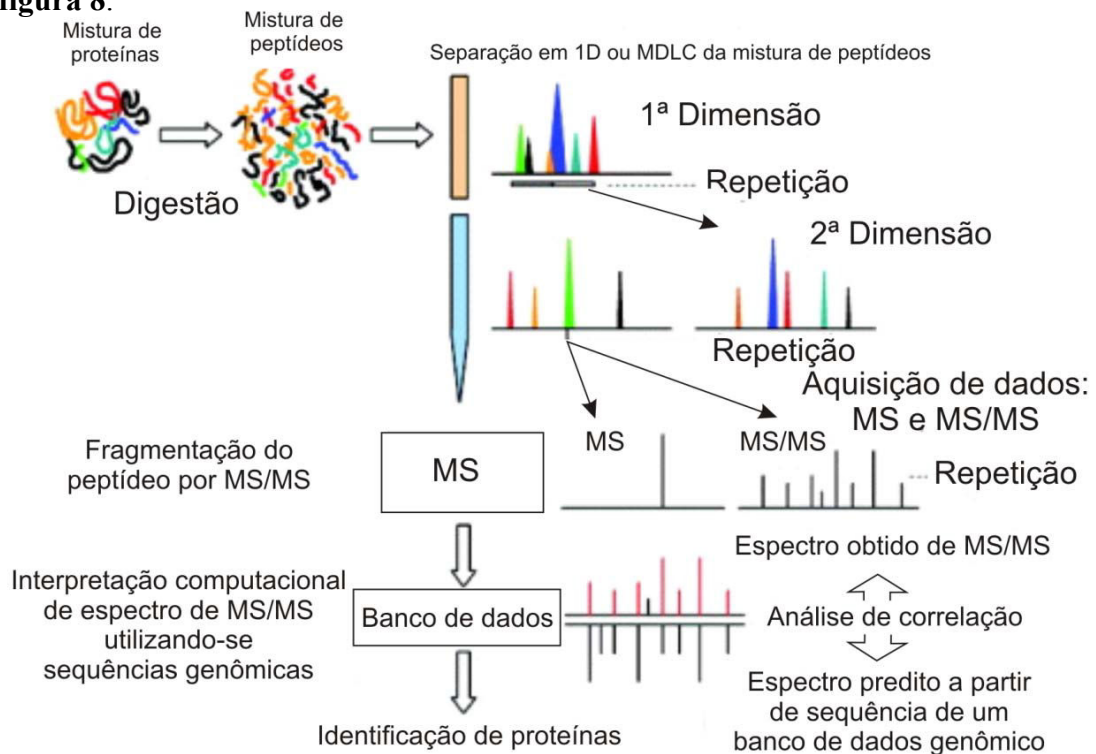 figura 8.
Mistura de
proteínas
Mistura de
peptídeos
Separação em 1D ou MDLC da mistura de peptídeos
1ª Dimensão
Repetição
Digestão
2ª Dimensão
Repetição
Aquisição de dados:
MS e MS/MS
MS
MS/MS
Repetição
Fragmentação do
peptídeo por MS/MS
MS
Espectro obtido de MS/MS
Interpretação computacional
de espectro de MS/MS
utilizando-se
sequências genômicas
Banco de dados
Análise de correlação
Espectro predito a partir
de sequência de um
banco de dados genômico
Identificação de proteínas